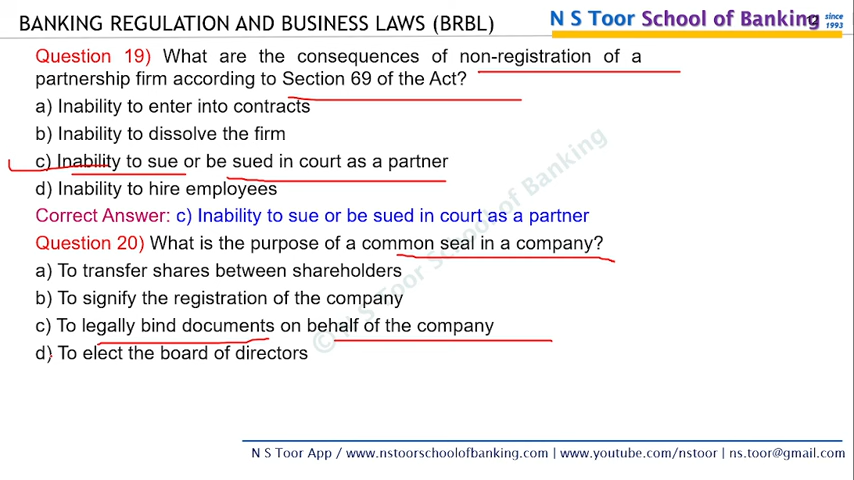 BANKING REGULATION AND BUSINESS LAWS (BRBL)
N S Toor School of Banking since 1993
Question 19) What are the consequences of non-registration of a
partnership firm according to Section 69 of the Act?
a) Inability to enter into contracts
b) Inability to dissolve the firm
c) Inability to sue or be sued in court as a partner
d) Inability to hire employees
Correct Answer: c) Inability to sue or be sued in court as a partner
Question 20) What is the purpose of a common seal in a company?
a) To transfer shares between shareholders
b) To signify the registration of the company
c) To legally bind documents on behalf of the company
d) To elect the board of directors
© N S Toor School of Banking
N S Toor App / www.nstoorschoolofbanking.com | www.youtube.com/nstoor | ns.toor@gmail.com